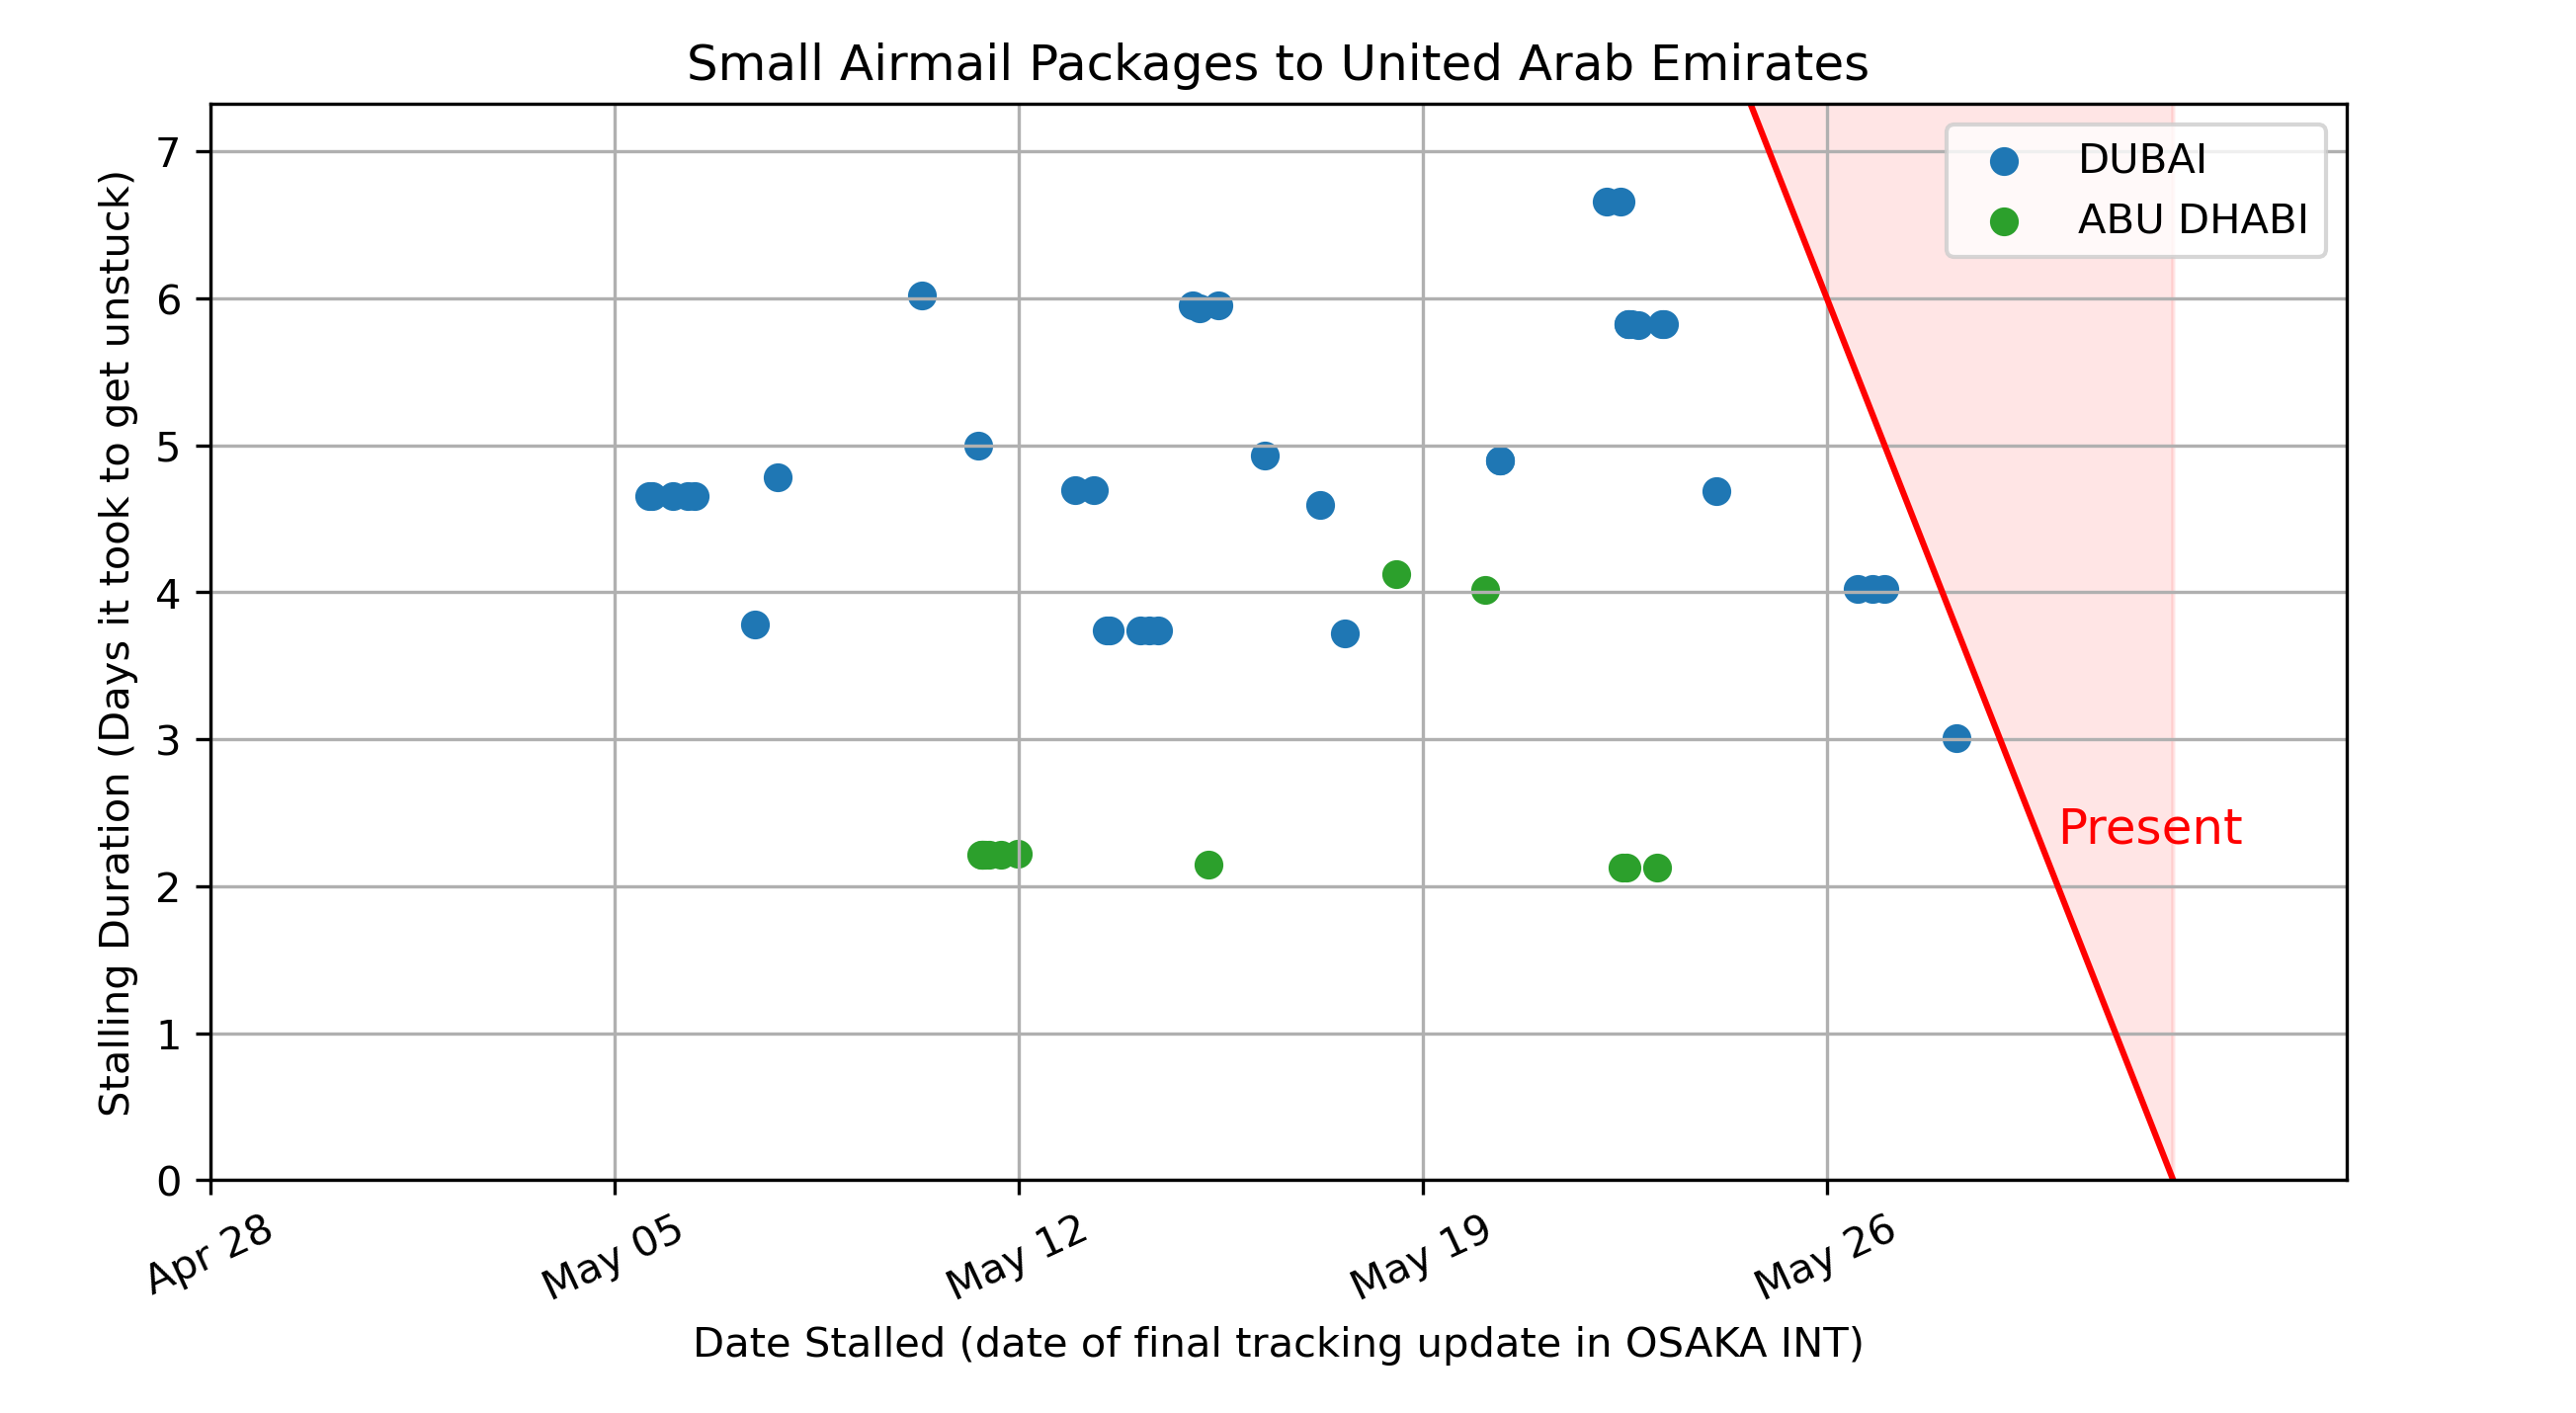 Small Airmail Packages to United Arab Emirates
DUBAI
ABU DHABI
Present
Stalling Duration (Days it took to get unstuck)
7
6
5
4
3
2
1
0
Apr 28
May 05
May 12
May 19
May 26
Date Stalled (date of final tracking update in OSAKA INT)